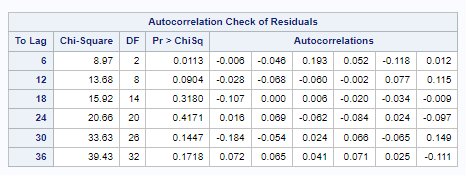 Autocorrelation Check of Residuals
To Lag Chi-Square DF Pr > ChiSq Autocorrelations
6 8.97 2 0.0113 -0.006 -0.046 0.193 0.052 -0.118 0.012
12 13.68 8 0.0904 -0.028 -0.068 -0.060 -0.002 0.077 0.115
18 15.92 14 0.3180 -0.107 0.000 0.006 -0.020 -0.034 -0.009
24 20.66 20 0.4171 0.016 0.069 -0.062 -0.084 0.024 -0.097
30 33.63 26 0.1447 -0.184 -0.054 0.024 0.066 -0.065 0.149
36 39.43 32 0.1718 0.072 0.065 0.041 0.071 0.025 -0.111